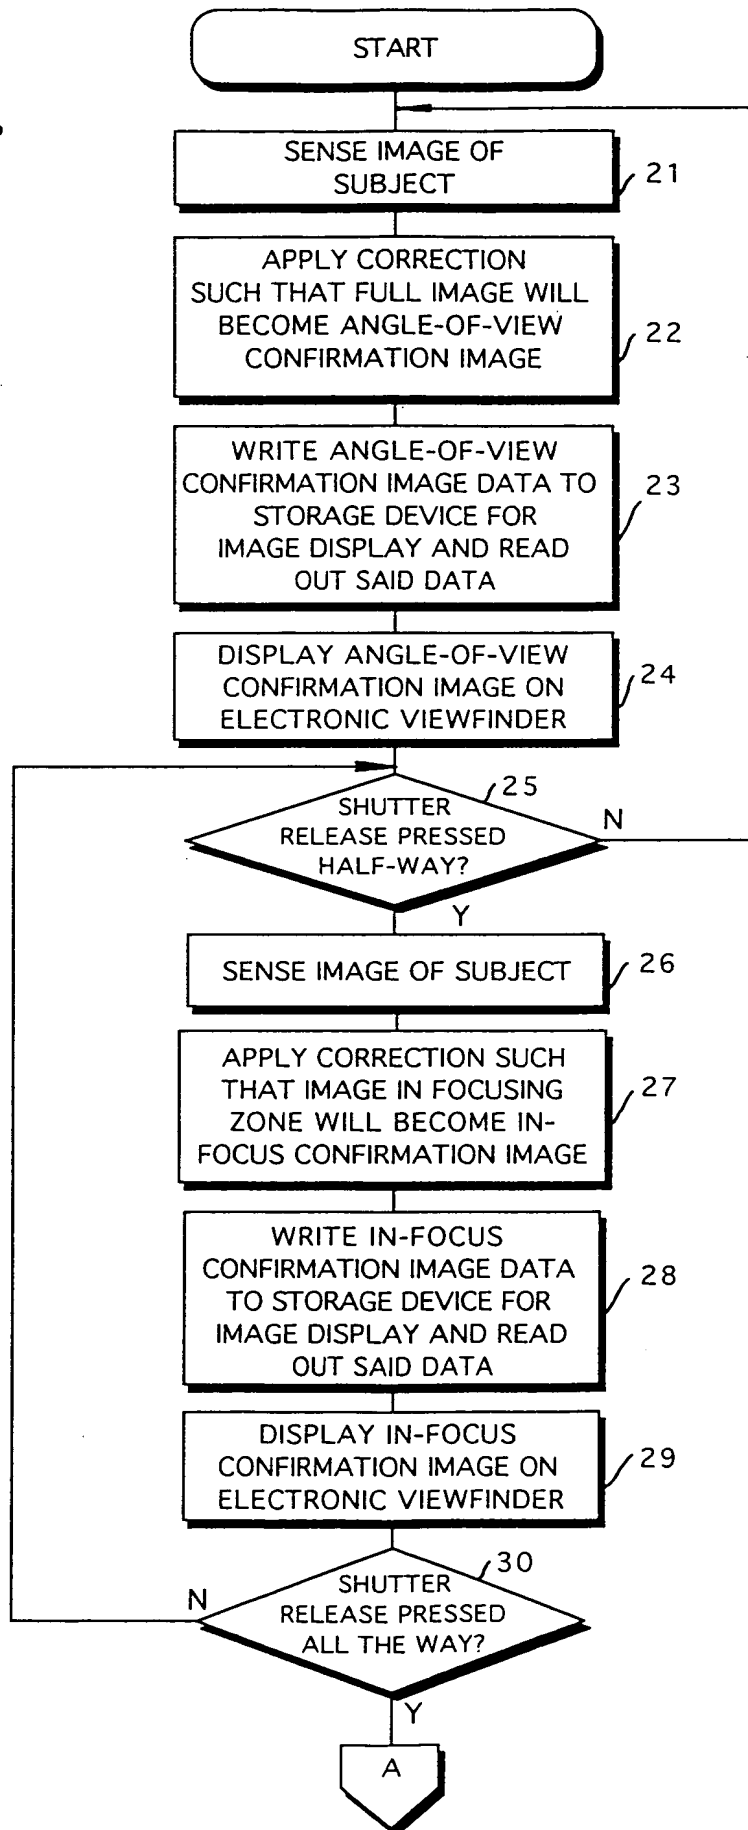 START
SENSE IMAGE OF
SUBJECT
21
APPLY CORRECTION
SUCH THAT FULL IMAGE WILL
BECOME ANGLE-OF-VIEW
CONFIRMATION IMAGE
22
WRITE ANGLE-OF-VIEW
CONFIRMATION IMAGE DATA TO
STORAGE DEVICE FOR
IMAGE DISPLAY AND READ
OUT SAID DATA
23
DISPLAY ANGLE-OF-VIEW
CONFIRMATION IMAGE ON
ELECTRONIC VIEWFINDER
24
25
SHUTTER
RELEASE PRESSED
HALF-WAY?
N
Y
SENSE IMAGE OF SUBJECT
26
APPLY CORRECTION SUCH
THAT IMAGE IN FOCUSING
ZONE WILL BECOME IN-
FOCUS CONFIRMATION IMAGE
27
WRITE IN-FOCUS
CONFIRMATION IMAGE DATA
TO STORAGE DEVICE FOR
IMAGE DISPLAY AND READ
OUT SAID DATA
28
DISPLAY IN-FOCUS
CONFIRMATION IMAGE ON
ELECTRONIC VIEWFINDER
29
30
SHUTTER
RELEASE PRESSED
ALL THE WAY?
N
Y
A